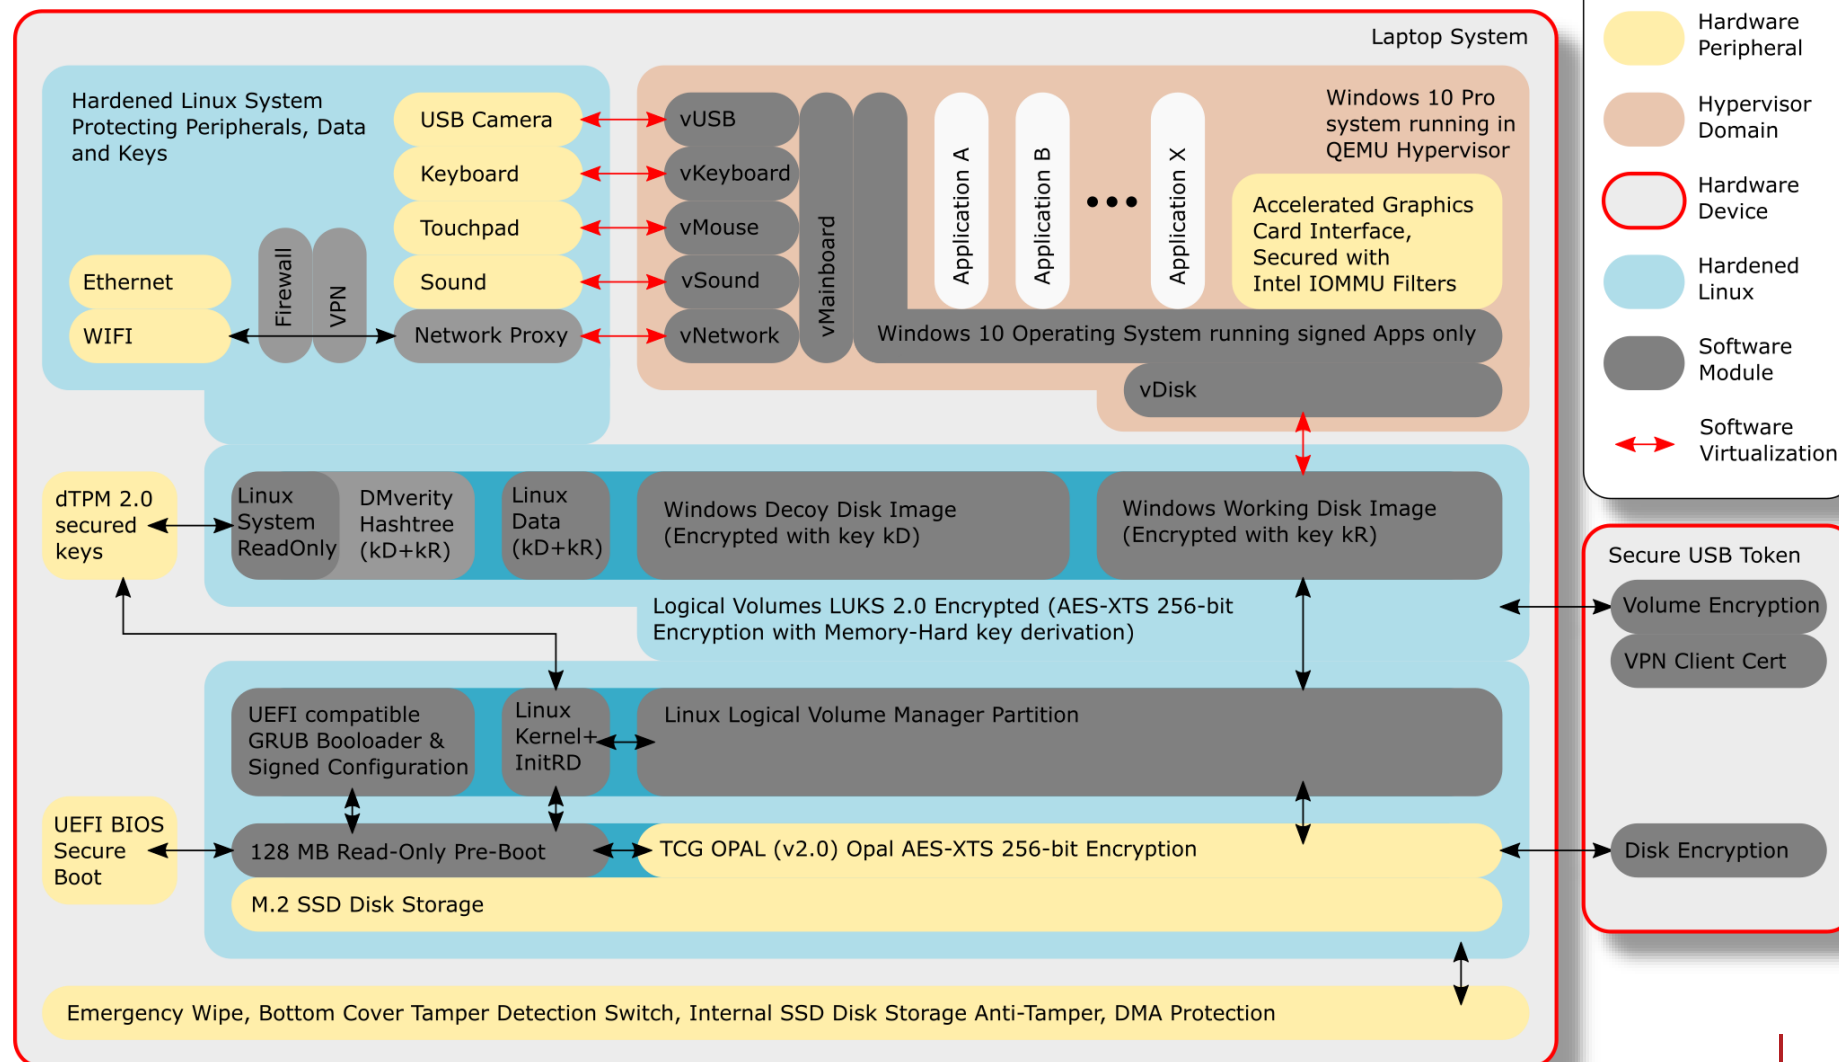 Laptop System
Hardened Linux System
Protecting Peripherals, Data
and Keys
USB Camera
Keyboard
Touchpad
Sound
Network Proxy
Ethernet
WIFI
Firewall
VPN
vUSB
vKeyboard
vMouse
vSound
vNetwork
vMainboard
Application A
Application B
Application X
Windows 10 Pro
system running in
QEMU Hypervisor
Accelerated Graphics
Card Interface,
Secured with
Intel IOMMU Filters
Windows 10 Operating System running signed Apps only
vDisk
dTPM 2.0
secured
keys
Linux
System
ReadOnly
DMverity
Hashtree
(kD+kR)
Linux
Data
(kD+kR)
Windows Decoy Disk Image
(Encrypted with key kD)
Windows Working Disk Image
(Encrypted with key kR)
Logical Volumes LUKS 2.0 Encrypted (AES-XTS 256-bit
Encryption with Memory-Hard key derivation)
UEFI compatible
GRUB Booloader &
Signed Configuration
Linux
Kernel+
InitRD
Linux Logical Volume Manager Partition
UEFI BIOS
Secure
Boot
128 MB Read-Only Pre-Boot
TCG OPAL (v2.0) Opal AES-XTS 256-bit Encryption
M.2 SSD Disk Storage
Emergency Wipe, Bottom Cover Tamper Detection Switch, Internal SSD Disk Storage Anti-Tamper, DMA Protection
Hardware
Peripheral
Hypervisor
Domain
Hardware
Device
Hardened
Linux
Software
Module
Software
Virtualization
Secure USB Token
Volume Encryption
VPN Client Cert
Disk Encryption